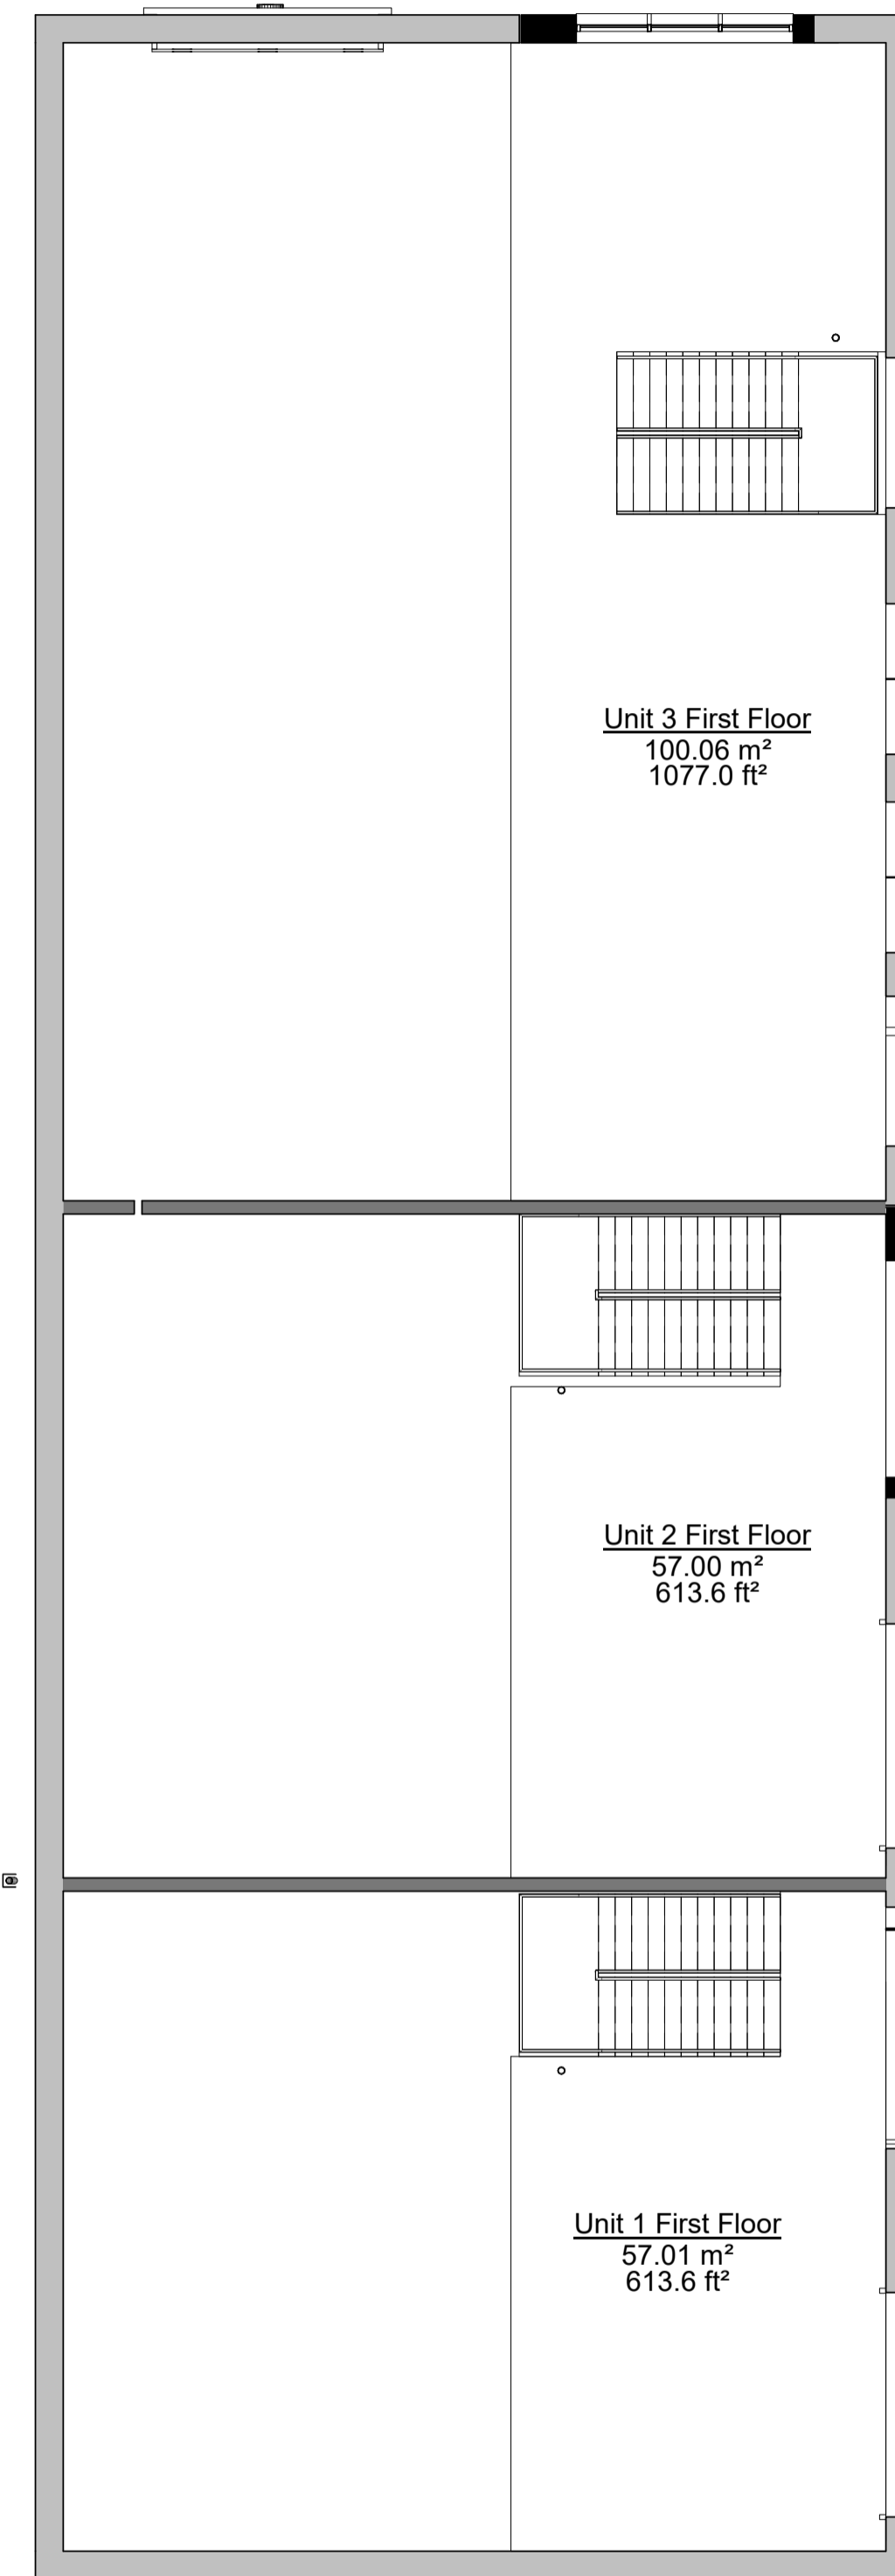 Unit 3 First Floor
100.06 m²
1077.0 ft²
Unit 2 First Floor
57.00 m²
613.6 ft²
Unit 1 First Floor
57.01 m²
613.6 ft²